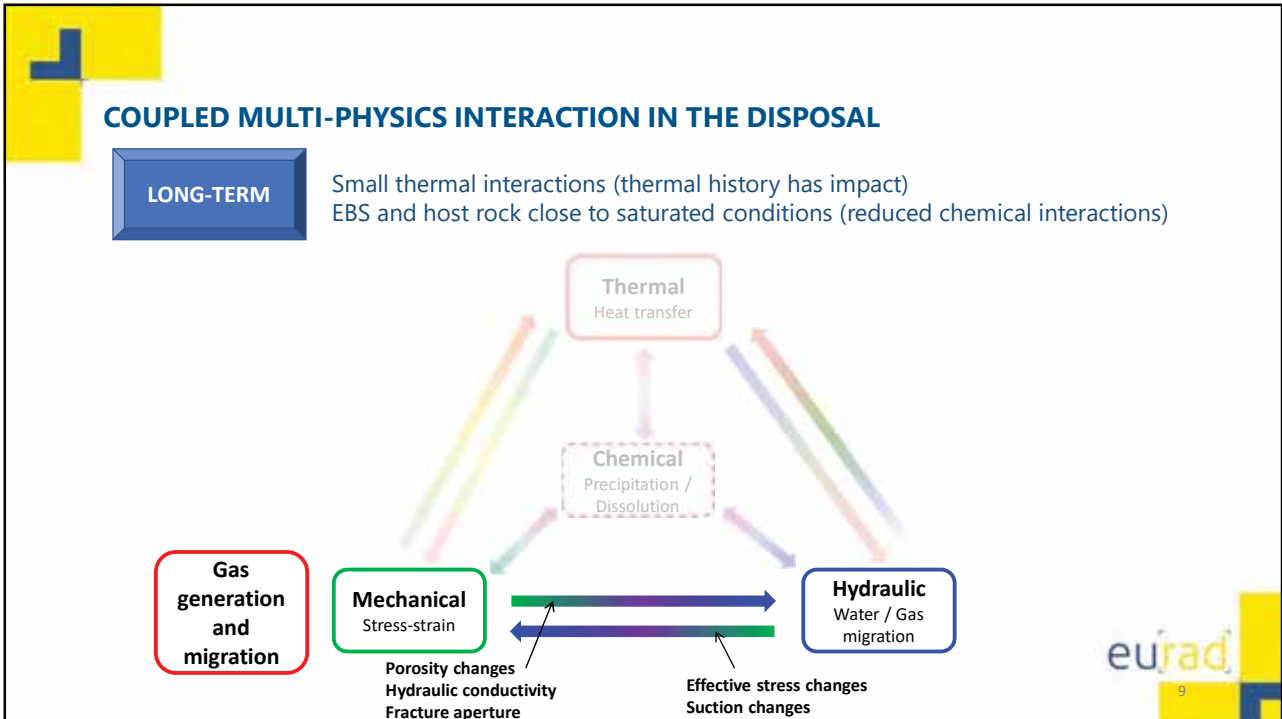 COUPLED MULTI-PHYSICS INTERACTION IN THE DISPOSAL
LONG-TERM
Small thermal interactions (thermal history has impact)
EBS and host rock close to saturated conditions (reduced chemical interactions)
Thermal
Heat transfer
Chemical
Precipitation /
Dissolution
Gas
generation
and
migration
Mechanical
Stress-strain
Hydraulic
Water / Gas
migration
Porosity changes
Hydraulic conductivity
Fracture aperture
Effective stress changes
Suction changes
eurad
9